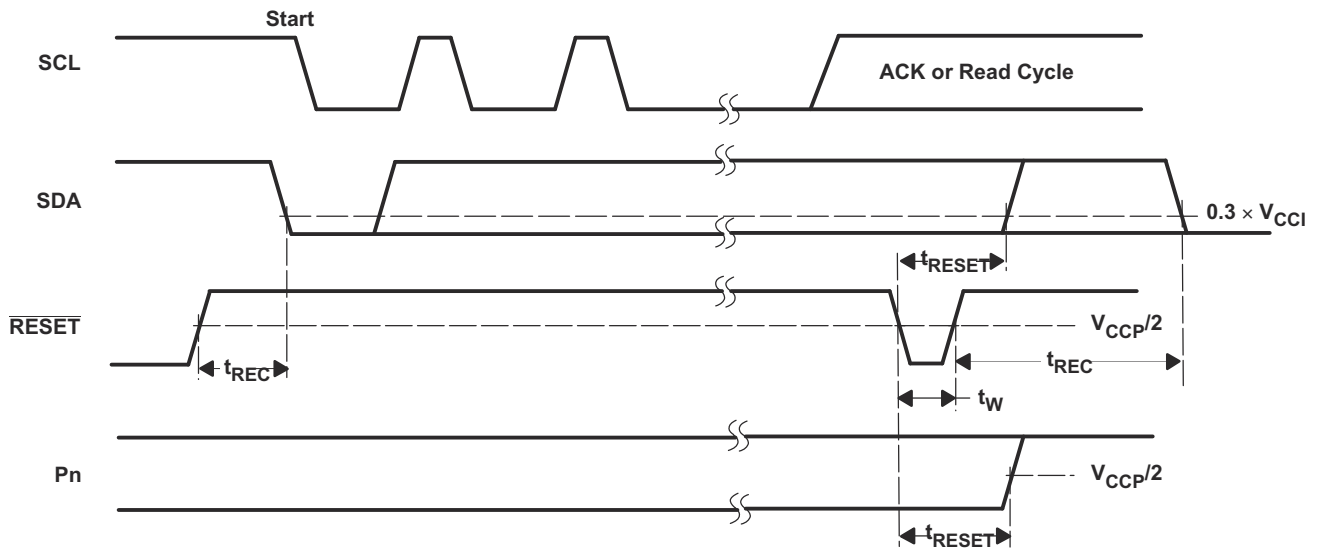 Start
SCL
ACK or Read Cycle
SDA
0.3 × VCCI
tRESET
RESET
VCCP/2
tREC
tREC
tW
Pn
VCCP/2
tRESET